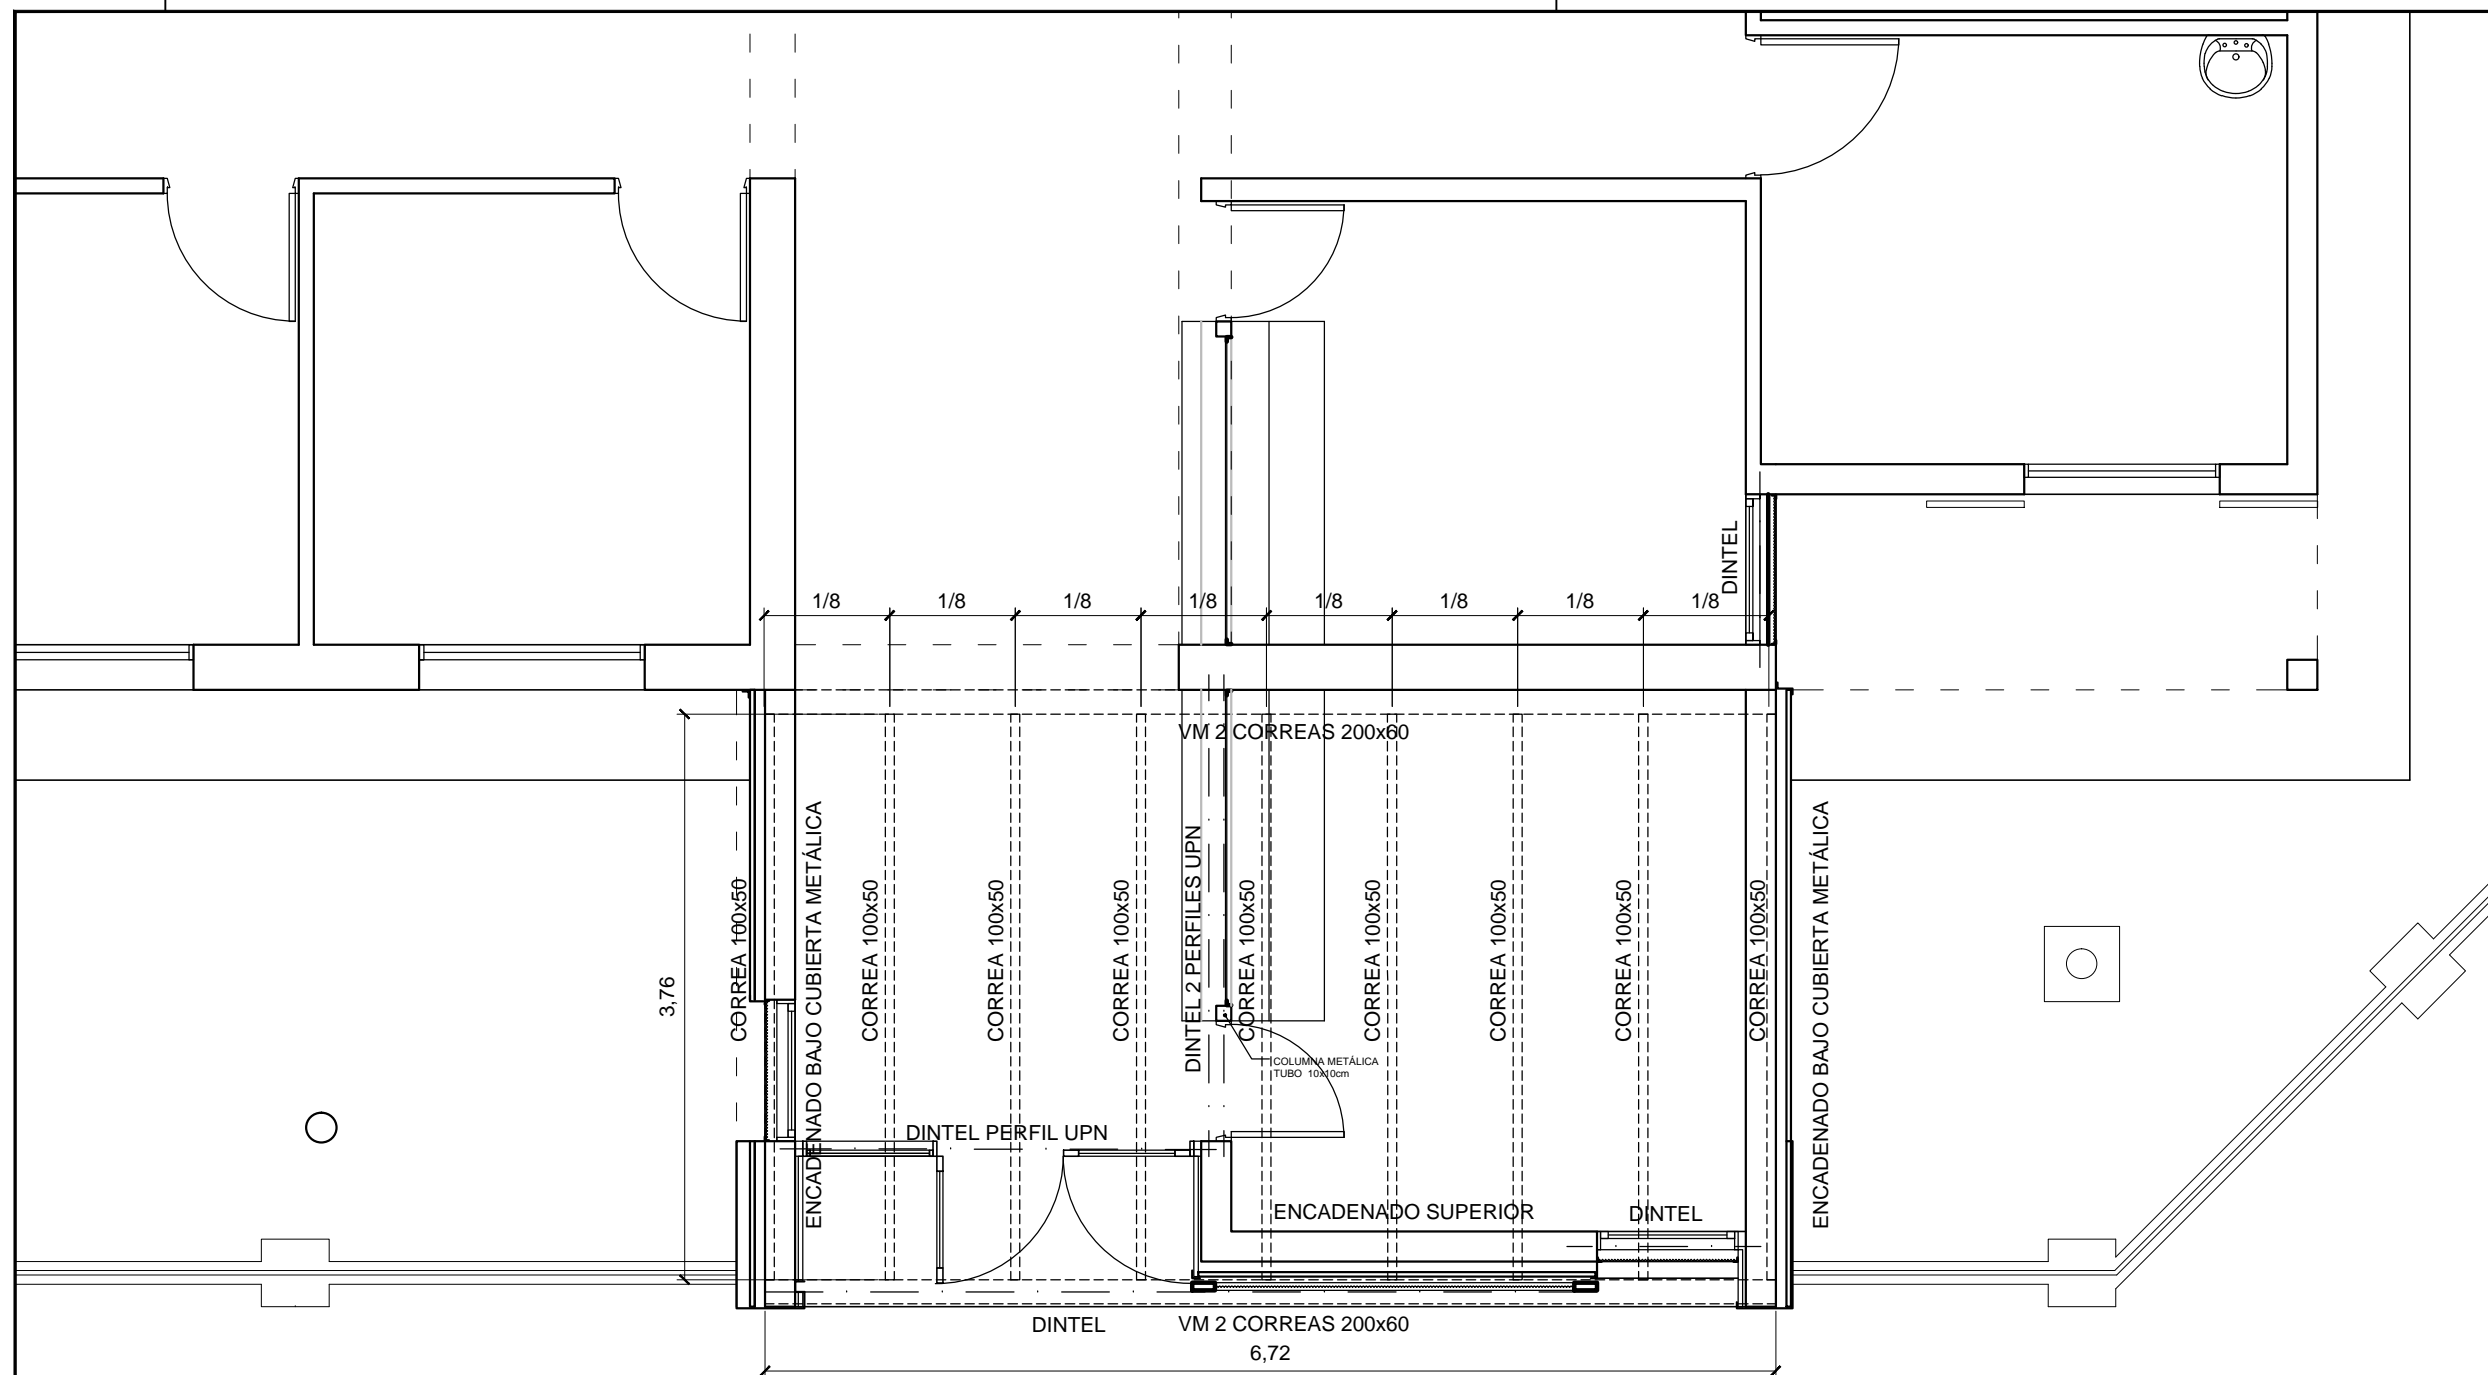 DINTEL
1/8
1/8
1/8
1/8
1/8
1/8
1/8
1/8
VM 2 CORREAS 200x60
3,76
CORREA 100x50
ENCADENADO BAJO CUBIERTA METÁLICA
CORREA 100x50
CORREA 100x50
CORREA 100x50
DINTEL 2 PERFILES UPN
CORREA 100x50
CORREA 100x50
CORREA 100x50
CORREA 100x50
CORREA 100x50
ENCADENADO BAJO CUBIERTA METÁLICA
COLUMNA METÁLICA
TUBO 10x10cm
DINTEL PERFIL UPN
ENCADENADO SUPERIOR
DINTEL
DINTEL
VM 2 CORREAS 200x60
6,72